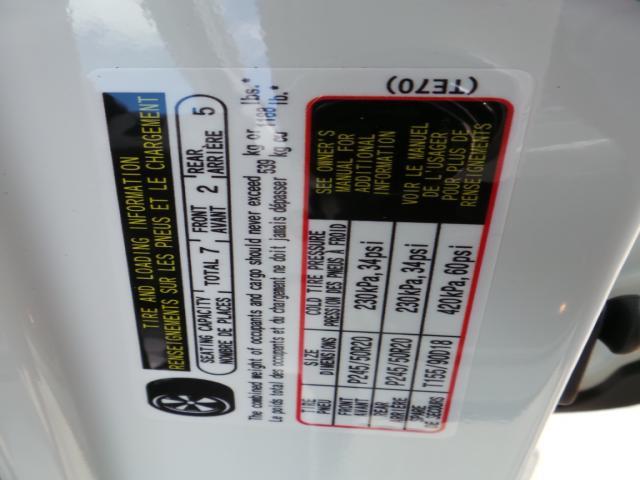 TIRE AND LOADING INFORMATION
RENSEIGNEMENTS SUR LES PNEUS ET LE CHARGEMENT
SEATING CAPACITY TOTAL 7 FRONT 2 REAR 5
NOMBRE DE PLACES AVANT ARRIÈRE
The combined weight of occupants and cargo should never exceed 539 kg or 1188 lbs.*
Le poids total des occupants et du chargement ne doit jamais dépasser kg ou lb.*
TIRE SIZE COLD TIRE PRESSURE
PNEU DIMENSIONS PRESSION DES PNEUS À FROID
FRONT P245/50R20 230kPa, 34psi
AVANT
REAR P245/50R20 230kPa, 34psi
ARRIÈRE
SPARE T155/90D18 420kPa, 60psi
DE SECOURS
SEE OWNER'S
MANUAL FOR
ADDITIONAL
INFORMATION
VOIR LE MANUEL
DE L'USAGER
POUR PLUS DE
RENSEIGNEMENTS
(TE70)